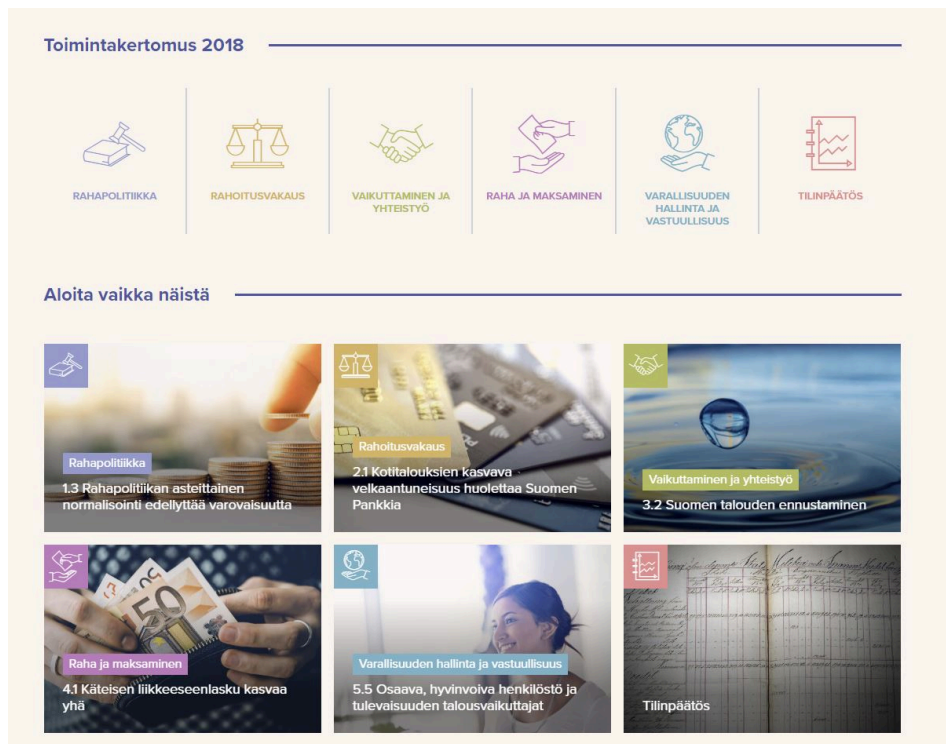 Toimintakertomus 2018
RAHAPOLITIIKKA
RAHOITUSVAKAUS
VAIKUTTAMINEN JA
YHTEISTYÖ
RAHA JA MAKSAMINEN
VARALLISUUDEN
HALLINTA JA
VASTUULLISUUS
TILINPÄÄTÖS
Aloita vaikka näistä
Rahapolitiikka
1.3 Rahapolitiikan asteittainen
normalisointi edellyttää varovaisuutta
Rahoitusvakaus
2.1 Kotitalouksien kasvava
velkaantuneisuus huolettaa Suomen
Pankkia
Vaikuttaminen ja yhteistyö
3.2 Suomen talouden ennustaminen
50
Raha ja maksaminen
4.1 Käteisen liikkeeseenlasku kasvaa
yhä
Varallisuuden hallinta ja vastuullisuus
5.5 Osaava, hyvinvoiva henkilöstö ja
tulevaisuuden talousvaikuttajat
Tilinpäätös